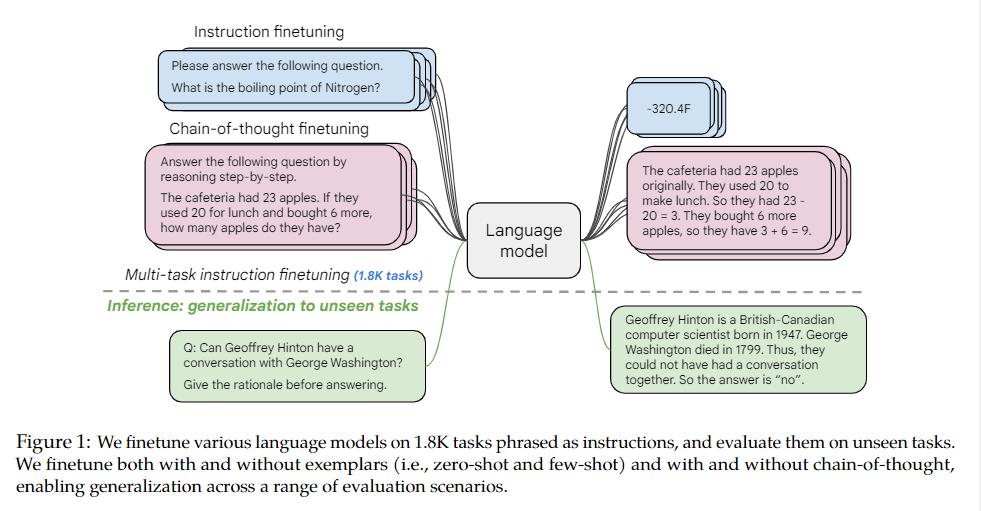 Instruction finetuning
Please answer the following question.
What is the boiling point of Nitrogen?
-320.4F
Chain-of-thought finetuning
Answer the following question by
reasoning step-by-step.
The cafeteria had 23 apples. If they
used 20 for lunch and bought 6 more,
how many apples do they have?
The cafeteria had 23 apples
originally. They used 20 to
make lunch. So they had 23 -
20 = 3. They bought 6 more
apples, so they have 3 + 6 = 9.
Language
model
Multi-task instruction finetuning (1.8K tasks)
Inference: generalization to unseen tasks
Q: Can Geoffrey Hinton have a
conversation with George Washington?
Give the rationale before answering.
Geoffrey Hinton is a British-Canadian
computer scientist born in 1947. George
Washington died in 1799. Thus, they
could not have had a conversation
together. So the answer is “no”.
Figure 1: We finetune various language models on 1.8K tasks phrased as instructions, and evaluate them on unseen tasks.
We finetune both with and without exemplars (i.e., zero-shot and few-shot) and with and without chain-of-thought,
enabling generalization across a range of evaluation scenarios.